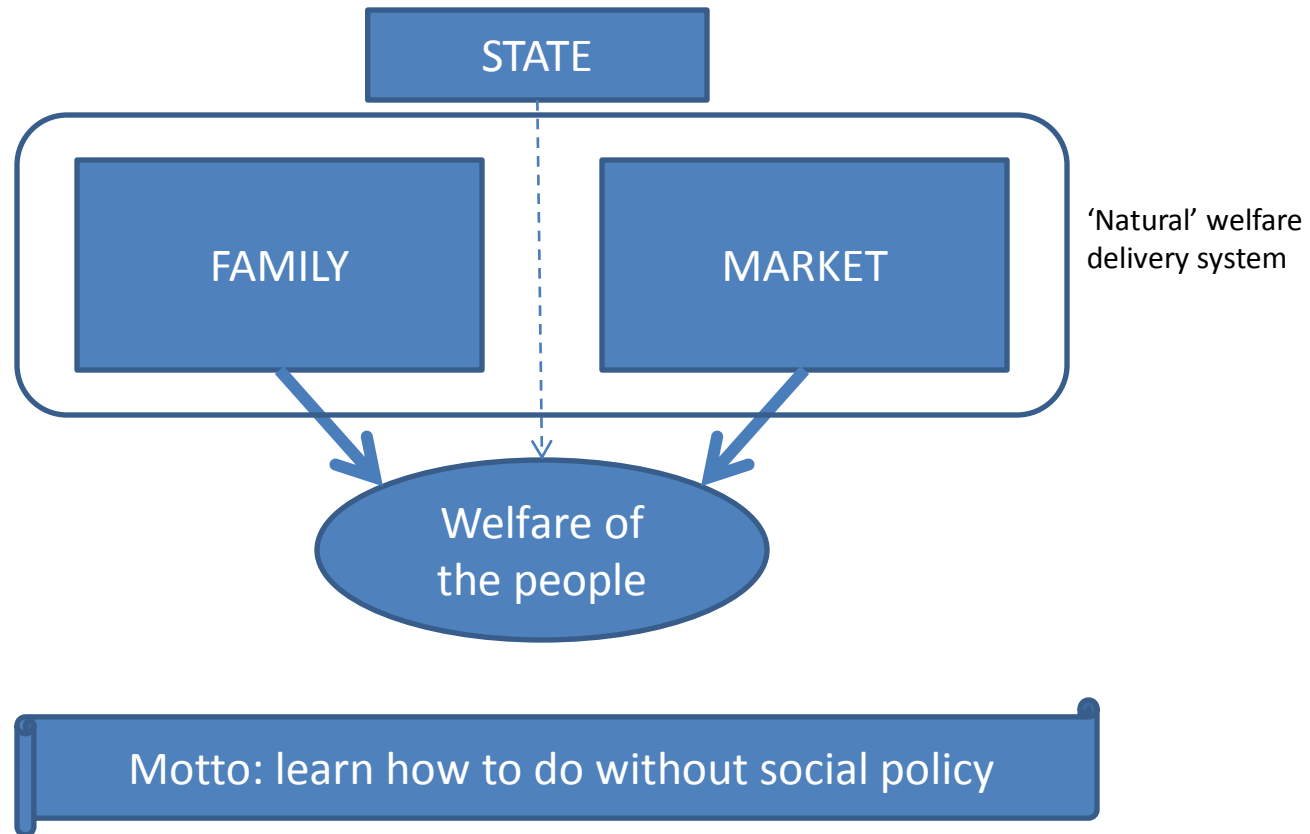 STATE
FAMILY
MARKET
‘Natural’ welfare
delivery system
Welfare of
the people
Motto: learn how to do without social policy